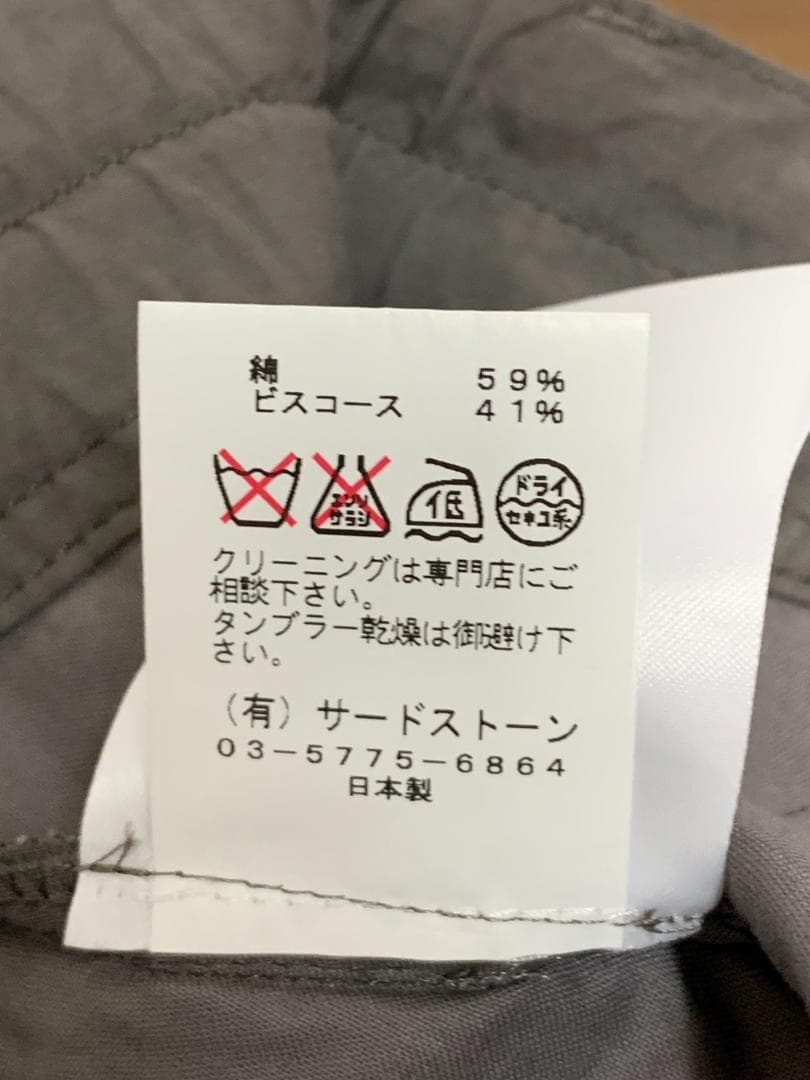 綿 59%
ビスコース 41%
エンソ
サラシ
低
ドライ
セキユ系
クリーニングは専門店にご
相談下さい。
タンブラー乾燥は御避け下
さい。
(有)サードストーン
03-5775-6864
日本製